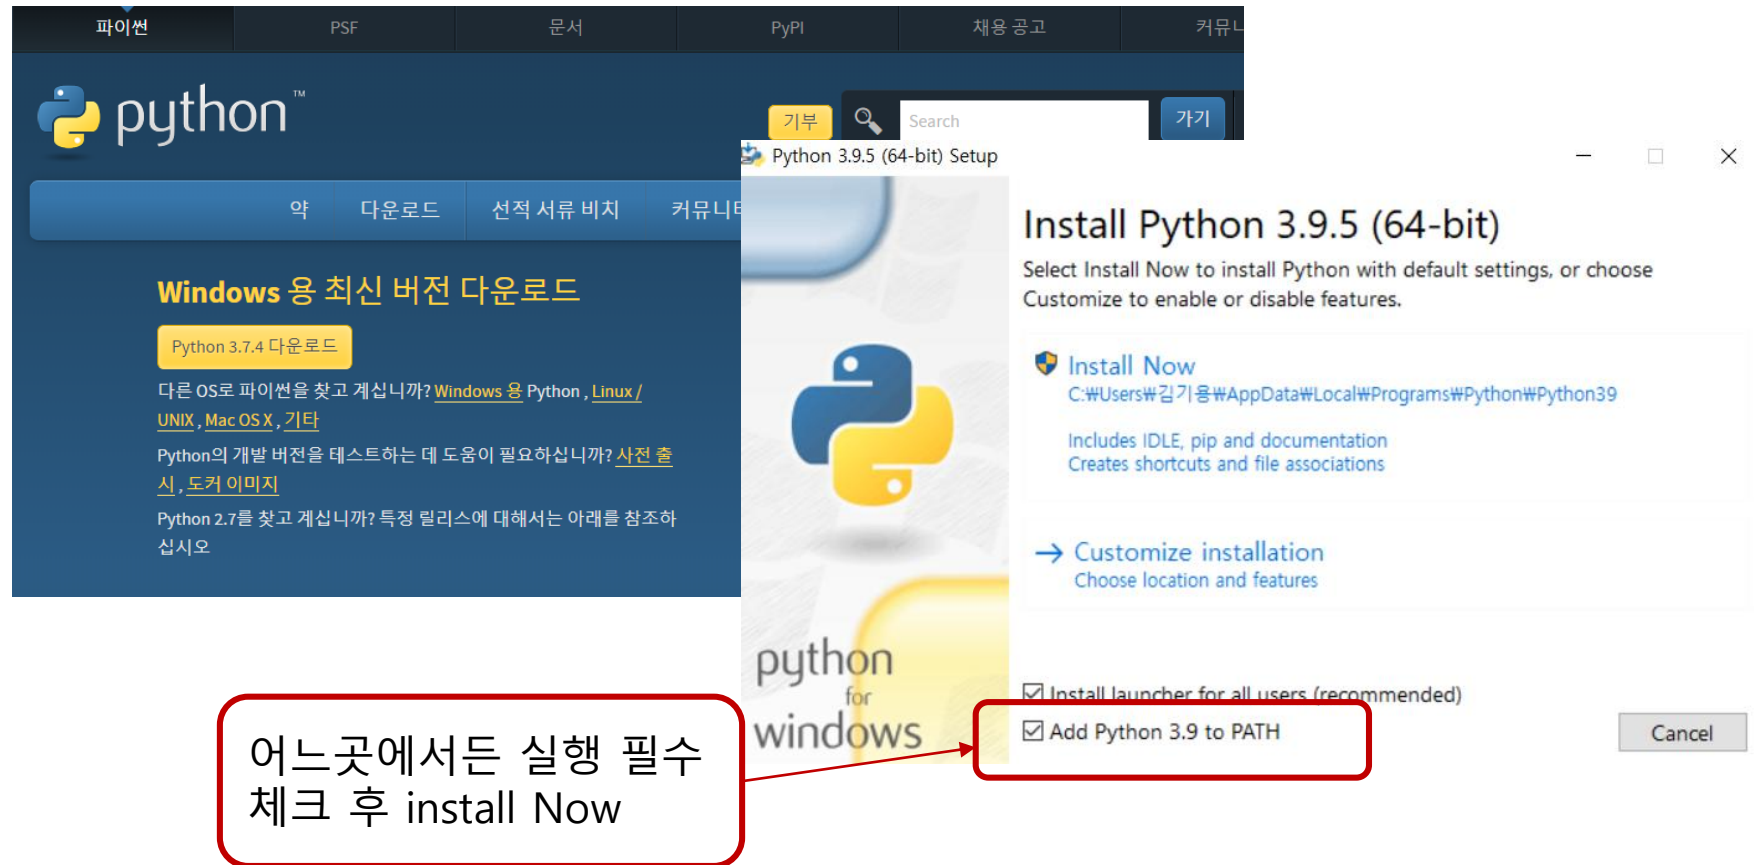 파이썬 PSF 문서 PyPI 채용 공고 커뮤니
python™
기부 Search 가기
약 다운로드 선적 서류 비치 커뮤니티
Windows 용 최신 버전 다운로드
Python 3.7.4 다운로드
다른 OS로 파이썬을 찾고 계십니까? Windows 용 Python , Linux /
UNIX , Mac OS X , 기타
Python의 개발 버전을 테스트하는 데 도움이 필요하십니까? 사전 출
시 , 도커 이미지
Python 2.7를 찾고 계십니까? 특정 릴리스에 대해서는 아래를 참조하
십시오
Python 3.9.5 (64-bit) Setup
Install Python 3.9.5 (64-bit)
Select Install Now to install Python with default settings, or choose
Customize to enable or disable features.
Install Now
C:₩Users₩김기용₩AppData₩Local₩Programs₩Python₩Python39
Includes IDLE, pip and documentation
Creates shortcuts and file associations
Customize installation
Choose location and features
python
for
windows
Install launcher for all users (recommended)
Add Python 3.9 to PATH
Cancel
어느곳에서든 실행 필수
체크 후 install Now